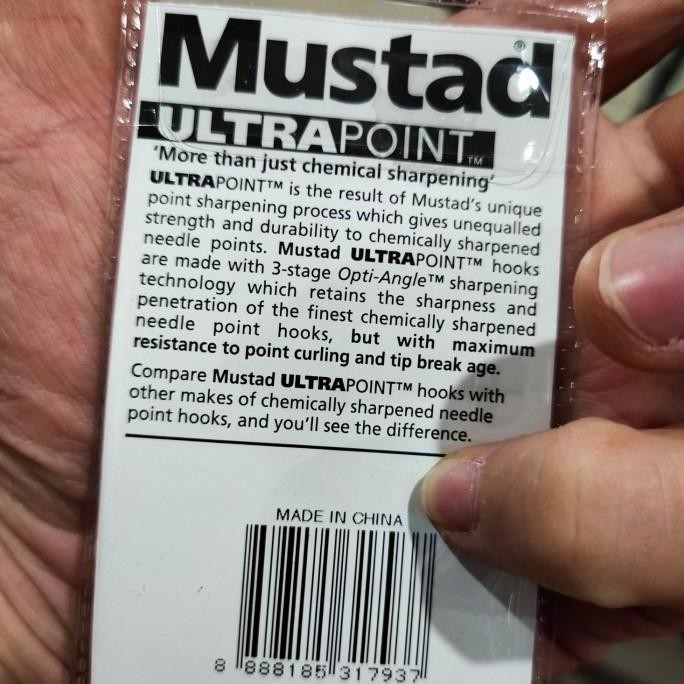 Mustad®
ULTRAPOINT™
'More than just chemical sharpening'
ULTRAPOINT™ is the result of Mustad's unique
point sharpening process which gives unequalled
strength and durability to chemically sharpened
needle points. Mustad ULTRAPOINT™ hooks
are made with 3-stage Opti-Angle™ sharpening
technology which retains the sharpness and
penetration of the finest chemically sharpened
needle point hooks, but with maximum
resistance to point curling and tip break age.
Compare Mustad ULTRAPOINT™ hooks with
other makes of chemically sharpened needle
point hooks, and you'll see the difference.
MADE IN CHINA
8 888185 317937